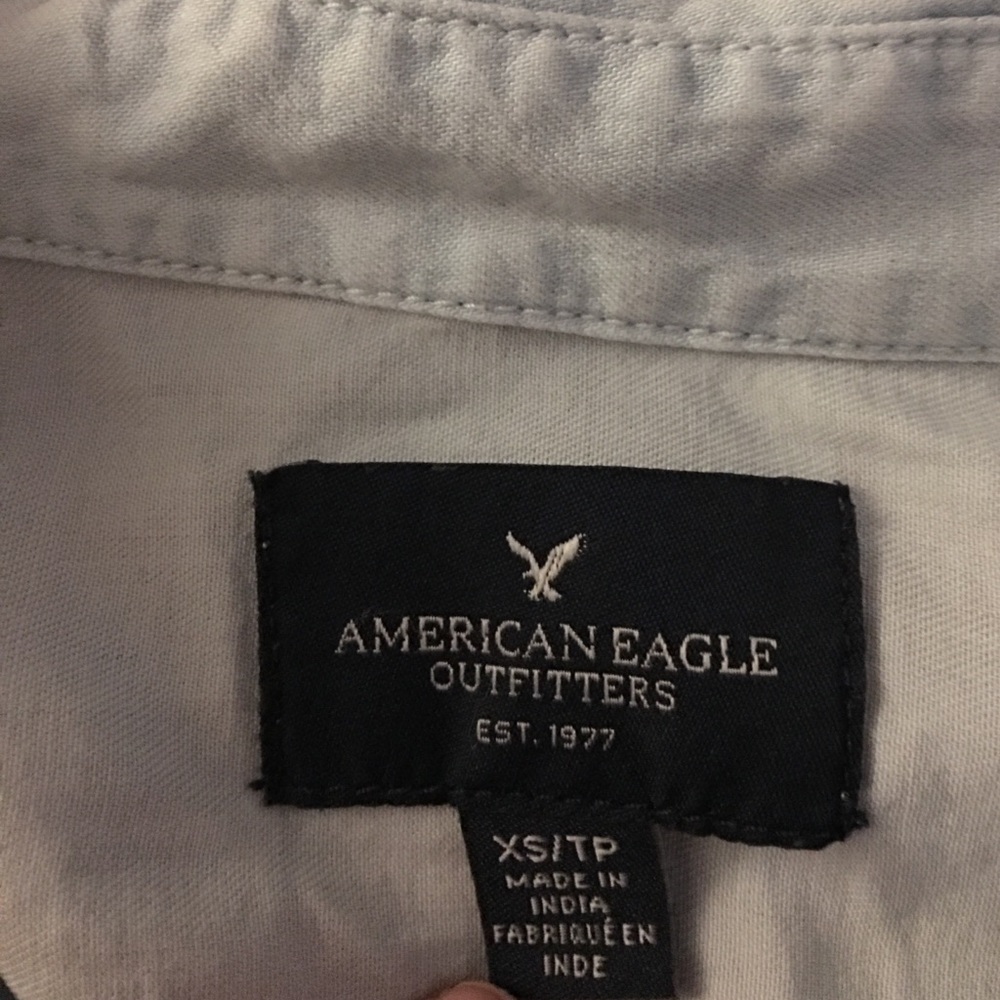 AMERICAN EAGLE
OUTFITTERS
EST. 1977
XS/TP
MADE IN
INDIA
FABRIQUÉ EN
INDE